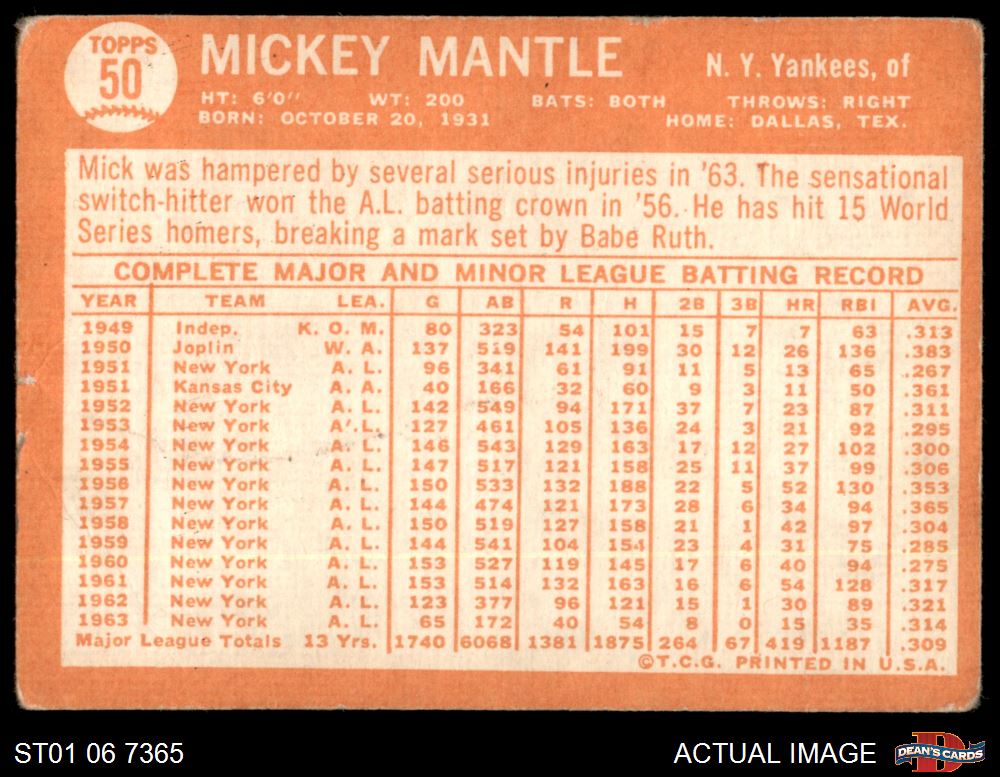 TOPPS
50
MICKEY MANTLE
N. Y. Yankees, of
HT: 6'0" WT: 200 BATS: BOTH THROWS: RIGHT
BORN: OCTOBER 20, 1931 HOME: DALLAS, TEX.
Mick was hampered by several serious injuries in '63. The sensational
switch-hitter won the A.L. batting crown in '56. He has hit 15 World
Series homers, breaking a mark set by Babe Ruth.
COMPLETE MAJOR AND MINOR LEAGUE BATTING RECORD
YEAR TEAM LEA. G AB R H 2B 3B HR RBI AVG.
1949 Indep. K. O. M. 80 323 54 101 15 7 7 63 .313
1950 Joplin W. A. 137 519 141 199 30 12 26 136 .383
1951 New York A. L. 96 341 61 91 11 5 13 65 .267
1951 Kansas City A. A. 40 166 32 60 9 3 11 50 .361
1952 New York A. L. 142 549 94 171 37 7 23 87 .311
1953 New York A. L. 127 461 105 136 24 3 21 92 .295
1954 New York A. L. 146 543 129 163 17 12 27 102 .300
1955 New York A. L. 147 517 121 158 25 11 37 99 .306
1956 New York A. L. 150 533 132 188 22 5 52 130 .353
1957 New York A. L. 144 474 121 173 28 6 34 94 .365
1958 New York A. L. 150 519 127 158 21 1 42 97 .304
1959 New York A. L. 144 541 104 154 23 4 31 75 .285
1960 New York A. L. 153 527 119 145 17 6 40 94 .275
1961 New York A. L. 153 514 132 163 16 6 54 128 .317
1962 New York A. L. 123 377 96 121 15 1 30 89 .321
1963 New York A. L. 65 172 40 54 8 0 15 35 .314
Major League Totals 13 Yrs. 1740 6068 1381 1875 264 67 419 1187 .309
©T.C.G. PRINTED IN U.S.A.
ST01 06 7365
ACTUAL IMAGE
D
DEAN'S CARDS